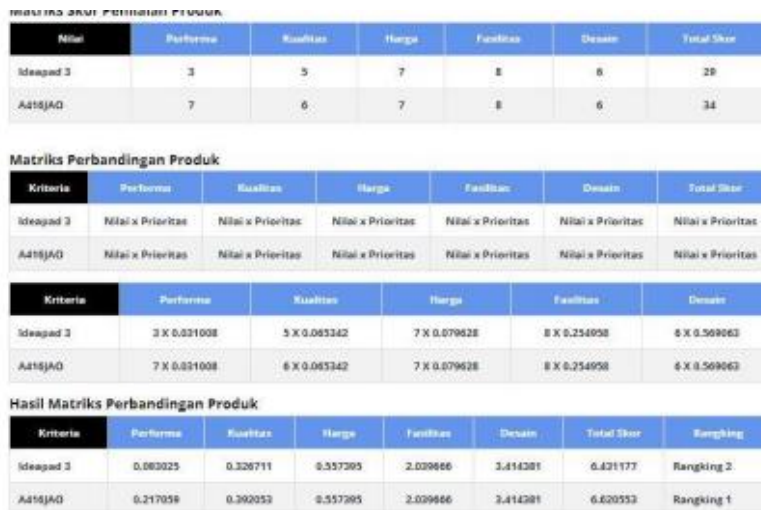 Matriks Skor Penilaian Produk
Nilai Performa Kualitas Harga Fasilitas Desain Total Skor
Ideapad 3 3 5 7 8 6 29
A416JAO 7 6 7 8 6 34
Matriks Perbandingan Produk
Kriteria Performa Kualitas Harga Fasilitas Desain Total Skor
Ideapad 3 Nilai x Prioritas Nilai x Prioritas Nilai x Prioritas Nilai x Prioritas Nilai x Prioritas Nilai x Prioritas
A416JAO Nilai x Prioritas Nilai x Prioritas Nilai x Prioritas Nilai x Prioritas Nilai x Prioritas Nilai x Prioritas
Kriteria Performa Kualitas Harga Fasilitas Desain
Ideapad 3 3 X 0.031008 5 X 0.065342 7 X 0.079628 8 X 0.254958 6 X 0.569063
A416JAO 7 X 0.031008 6 X 0.065342 7 X 0.079628 8 X 0.254958 6 X 0.569063
Hasil Matriks Perbandingan Produk
Kriteria Performa Kualitas Harga Fasilitas Desain Total Skor Rangking
Ideapad 3 0.093025 0.326711 0.557395 2.039666 3.414381 6.431177 Rangking 2
A416JAO 0.217059 0.392053 0.557395 2.039666 3.414381 6.620553 Rangking 1